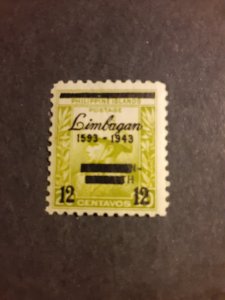 PHILIPPINE ISLANDS
POSTAGE
Limbagan
1593 - 1943
12 12
CENTAVOS